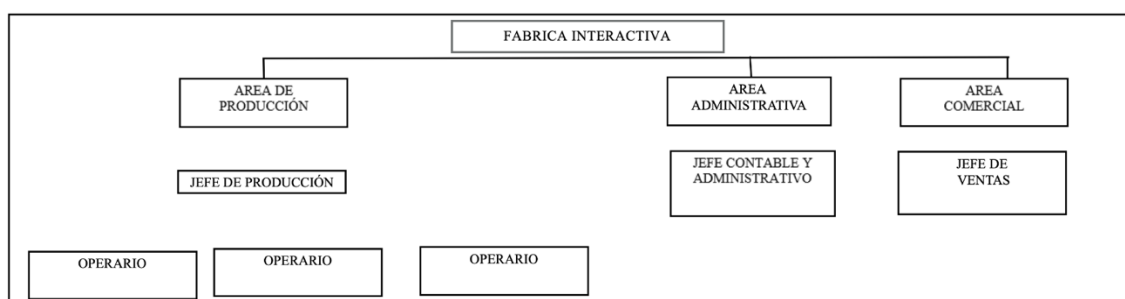 FABRICA INTERACTIVA
AREA DE
PRODUCCIÓN
AREA
ADMINISTRATIVA
AREA
COMERCIAL
JEFE DE PRODUCCIÓN
JEFE CONTABLE Y
ADMINISTRATIVO
JEFE DE
VENTAS
OPERARIO
OPERARIO
OPERARIO